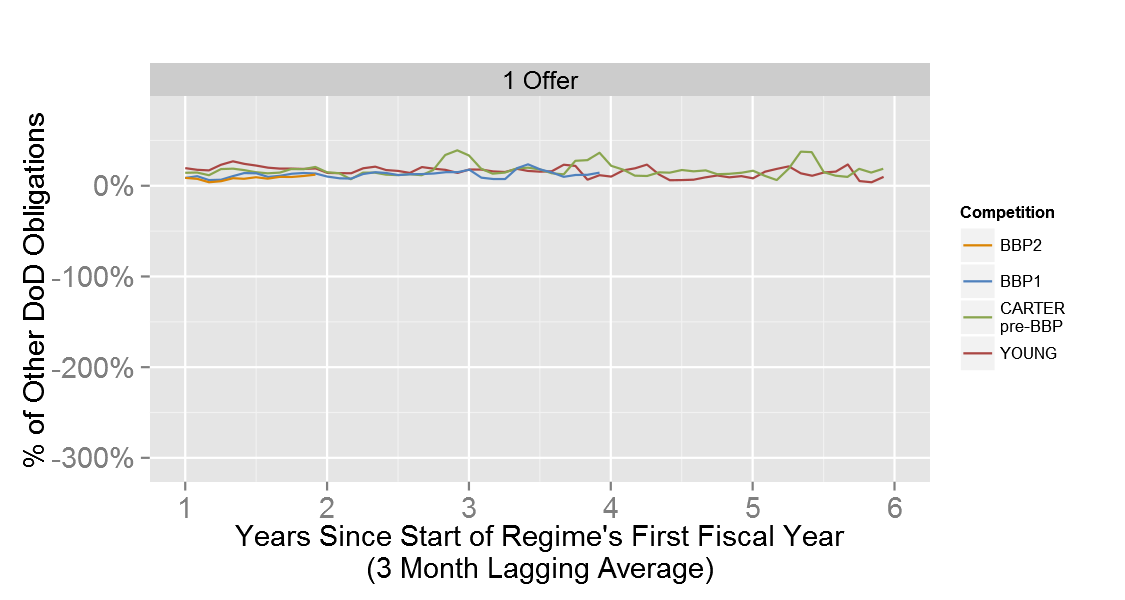 1 Offer
% of Other DoD Obligations
0%
-100%
-200%
-300%
1 2 3 4 5 6
Years Since Start of Regime's First Fiscal Year
(3 Month Lagging Average)
Competition
BBP2
BBP1
CARTER
pre-BBP
YOUNG